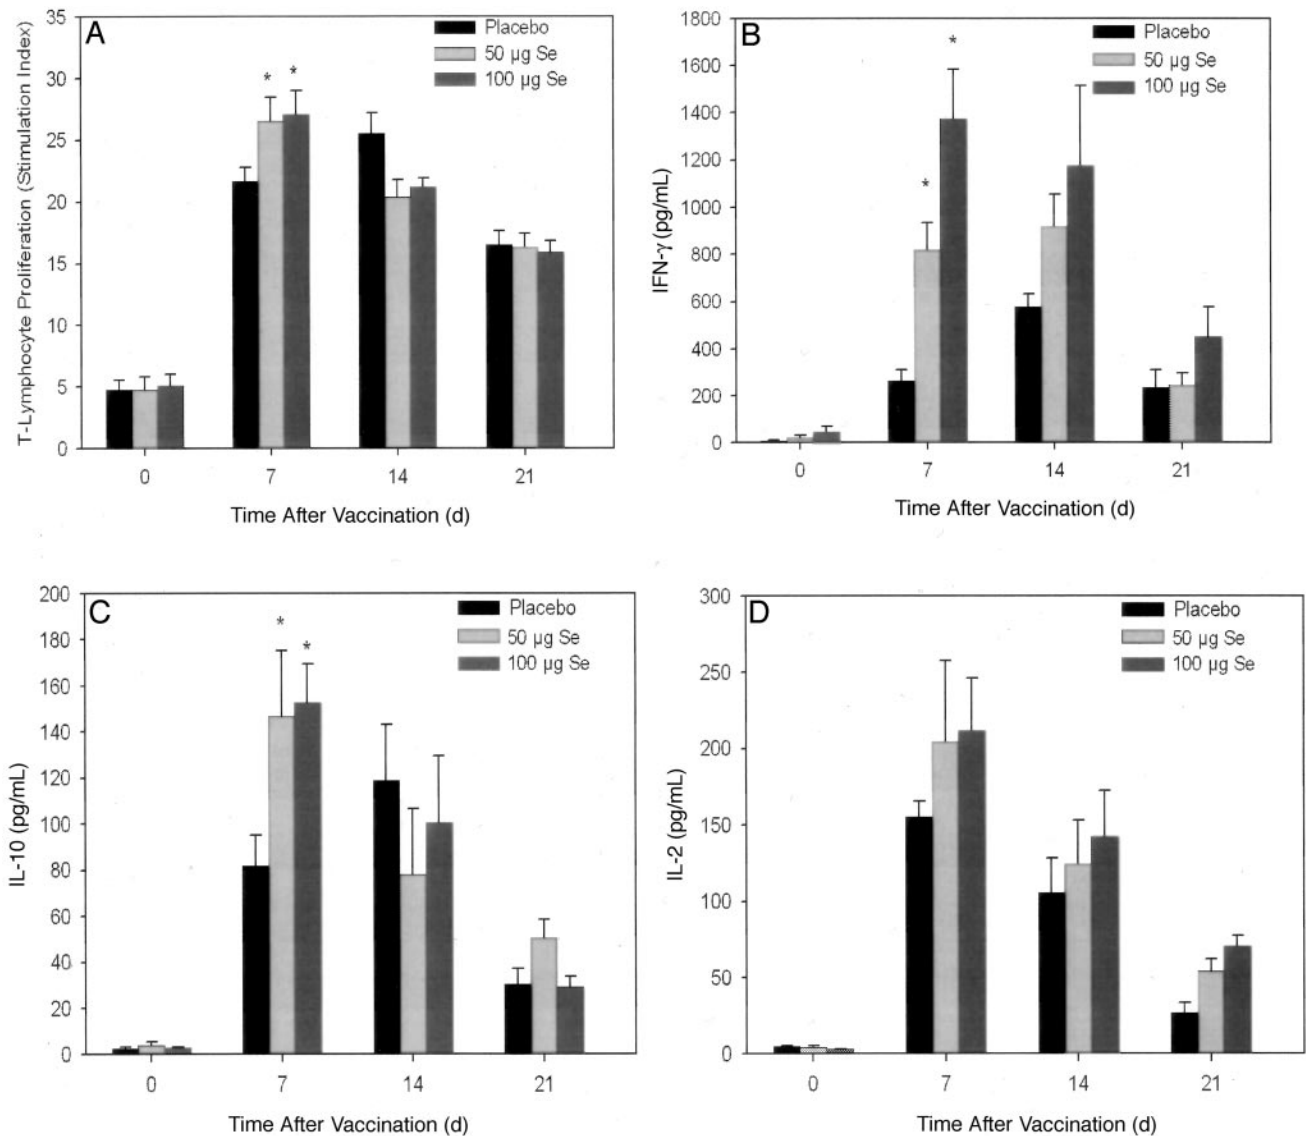 A
Placebo
50 µg Se
100 µg Se
* *
35
30
25
20
15
10
5
0
T-Lymphocyte Proliferation (Stimulation Index)
0 7 14 21
Time After Vaccination (d)
B
Placebo
50 µg Se
100 µg Se
*
*
1800
1600
1400
1200
1000
800
600
400
200
0
IFN-γ (pg/mL)
0 7 14 21
Time After Vaccination (d)
C
Placebo
50 µg Se
100 µg Se
*
*
200
180
160
140
120
100
80
60
40
20
0
IL-10 (pg/mL)
0 7 14 21
Time After Vaccination (d)
D
Placebo
50 µg Se
100 µg Se
300
250
200
150
100
50
0
IL-2 (pg/mL)
0 7 14 21
Time After Vaccination (d)